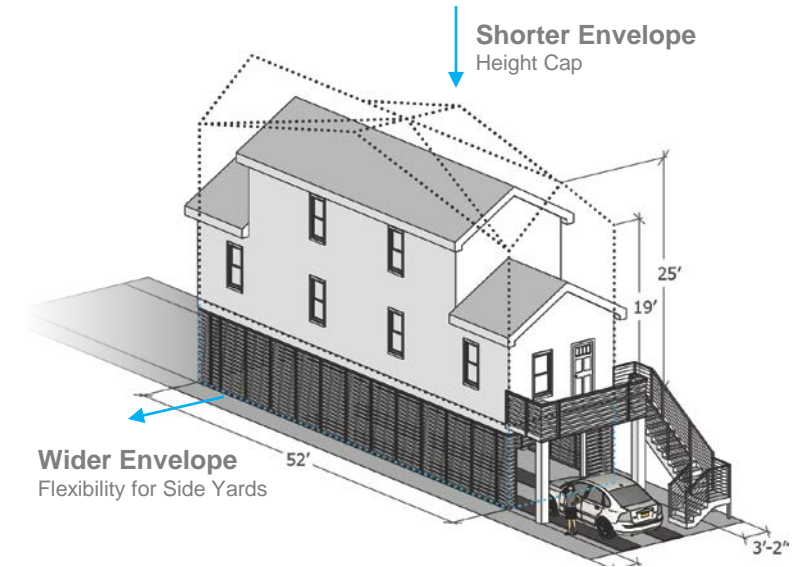 Shorter Envelope
Height Cap
25’
19’
Wider Envelope
Flexibility for Side Yards
52’
3’-2”